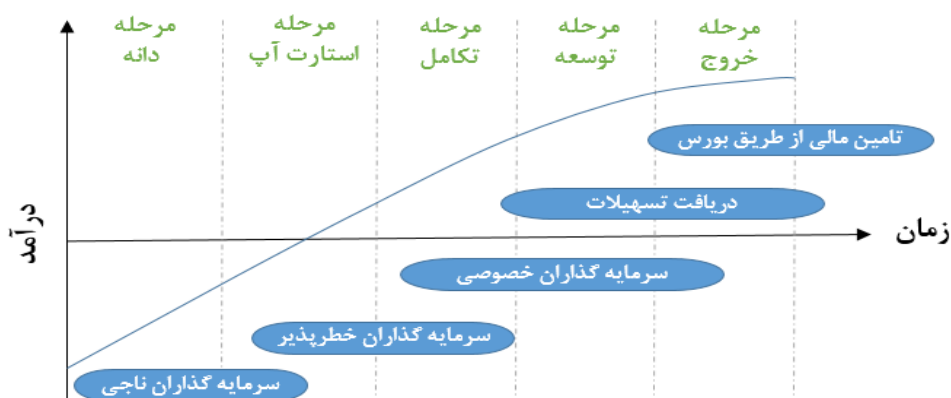 مرحله
دانه
مرحله
استارت آپ
مرحله
تکامل
مرحله
توسعه
مرحله
خروج
تامین مالی از طریق بورس
دریافت تسهیلات
زمان
درآمد
سرمایه گذاران خصوصی
سرمایه گذاران خطرپذیر
سرمایه گذاران ناجی